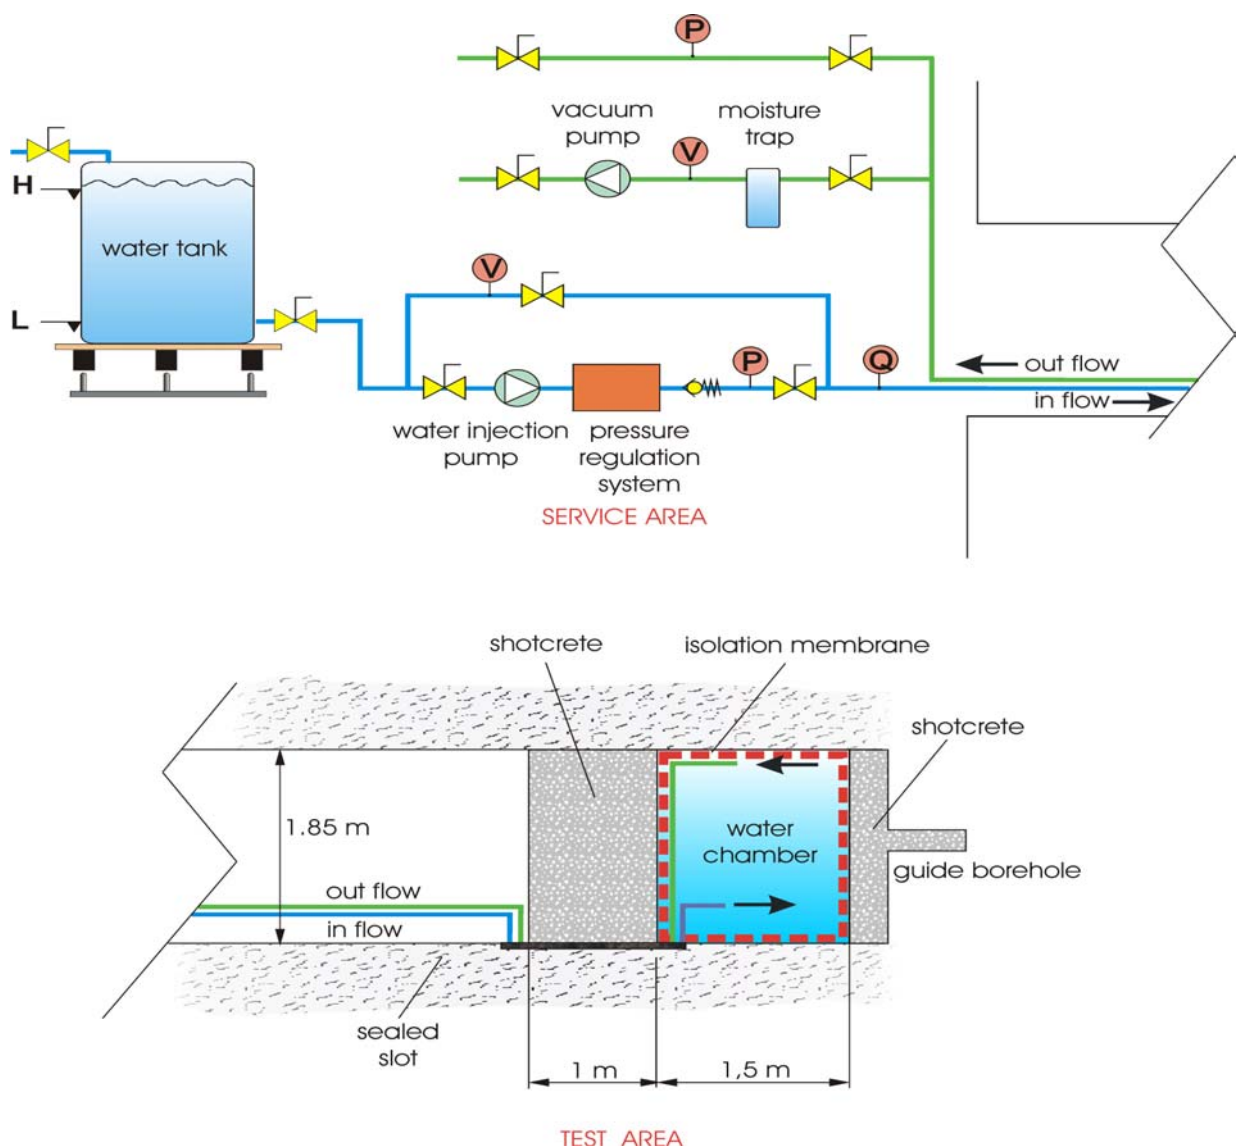 P
vacuum
pump
moisture
trap
V
H
water tank
V
L
P
Q
out flow
in flow
water injection
pump
pressure
regulation
system
SERVICE AREA
shotcrete
isolation membrane
shotcrete
1.85 m
water
chamber
guide borehole
out flow
in flow
sealed
slot
1 m
1,5 m
TEST AREA